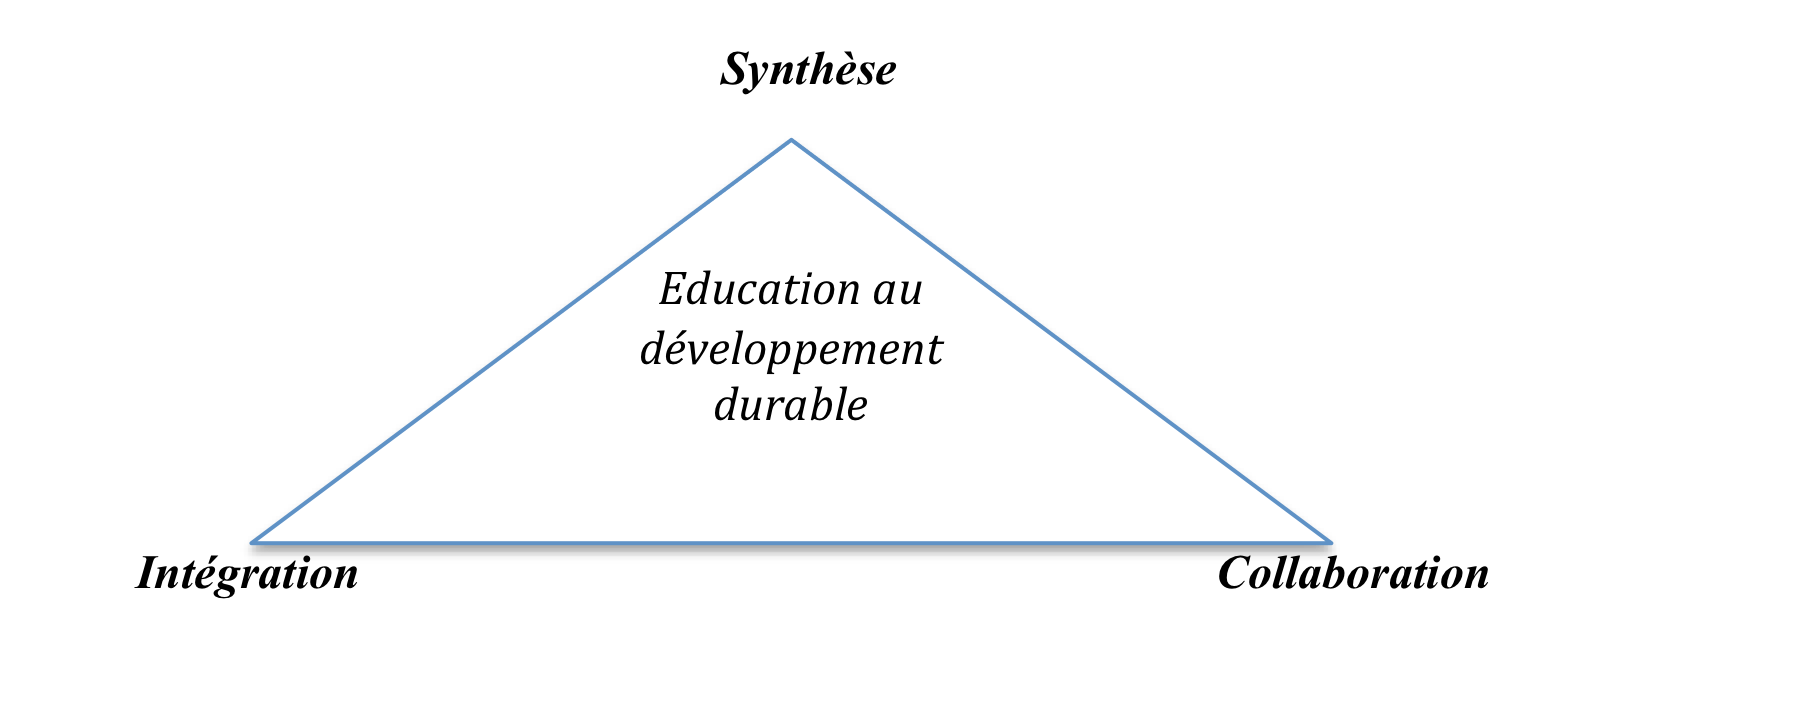 Synthèse
Education au
développement
durable
Intégration
Collaboration